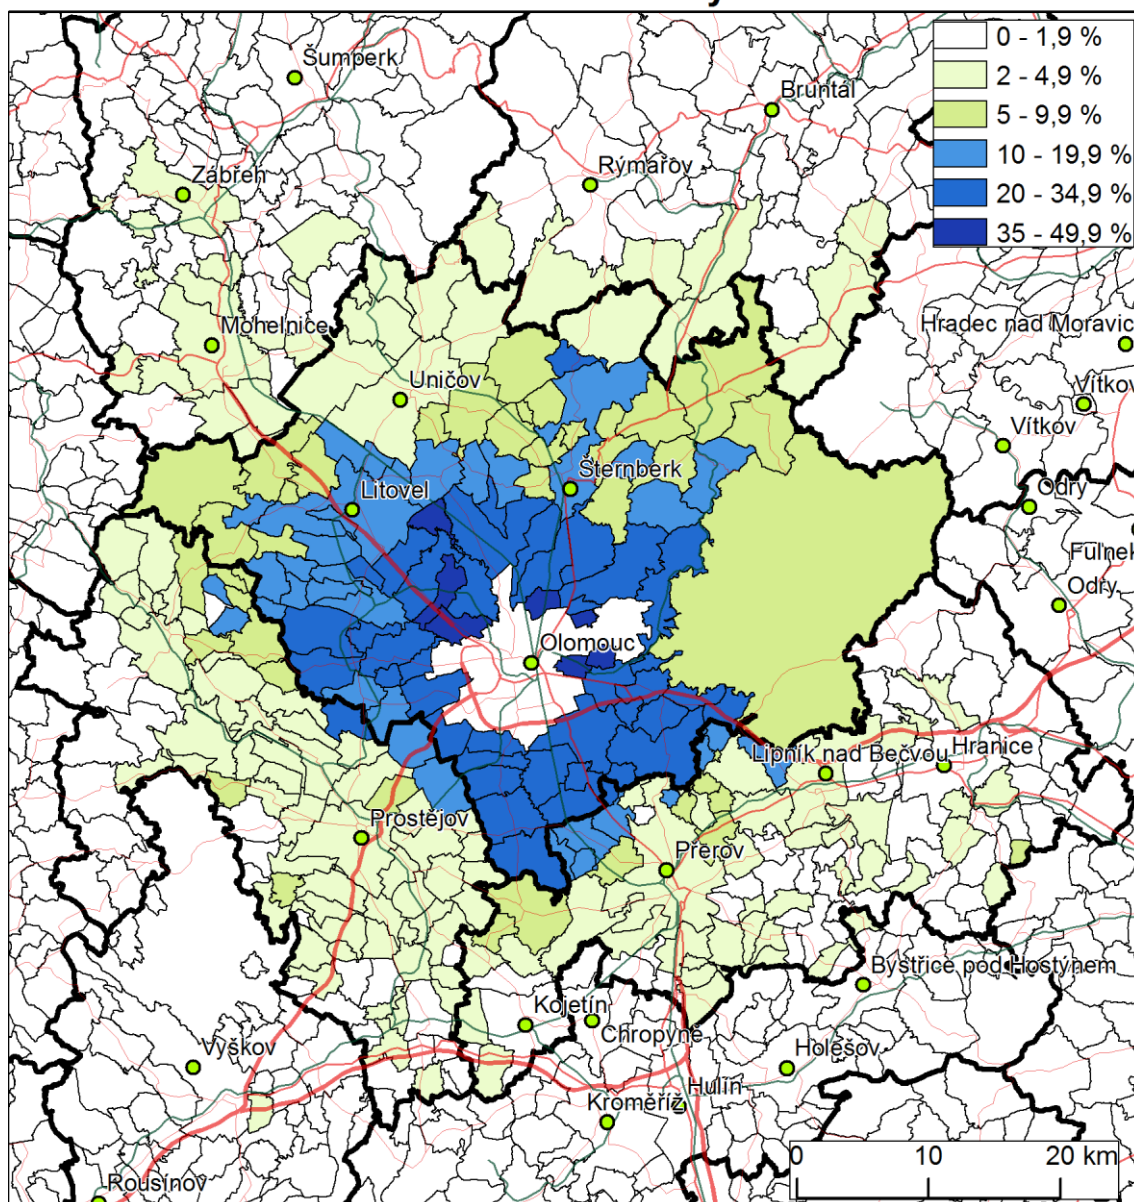 0 - 1,9 %
2 - 4,9 %
5 - 9,9 %
10 - 19,9 %
20 - 34,9 %
35 - 49,9 %
Šumperk
Bruntál
Zábřeh
Rýmařov
Mohelnice
Hradec nad Moravic
Uničov
Vítkov
Vítkov
Šternberk
Litovel
Odry
Fulnek
Odry
Olomouc
Lipník nad Bečvou
Hranice
Prostějov
Přerov
Bystřice pod Hostýnem
Kojetín
Chropyně
Vyškov
Holešov
Hulín
Kroměříž
Rousínov
0 10 20 km